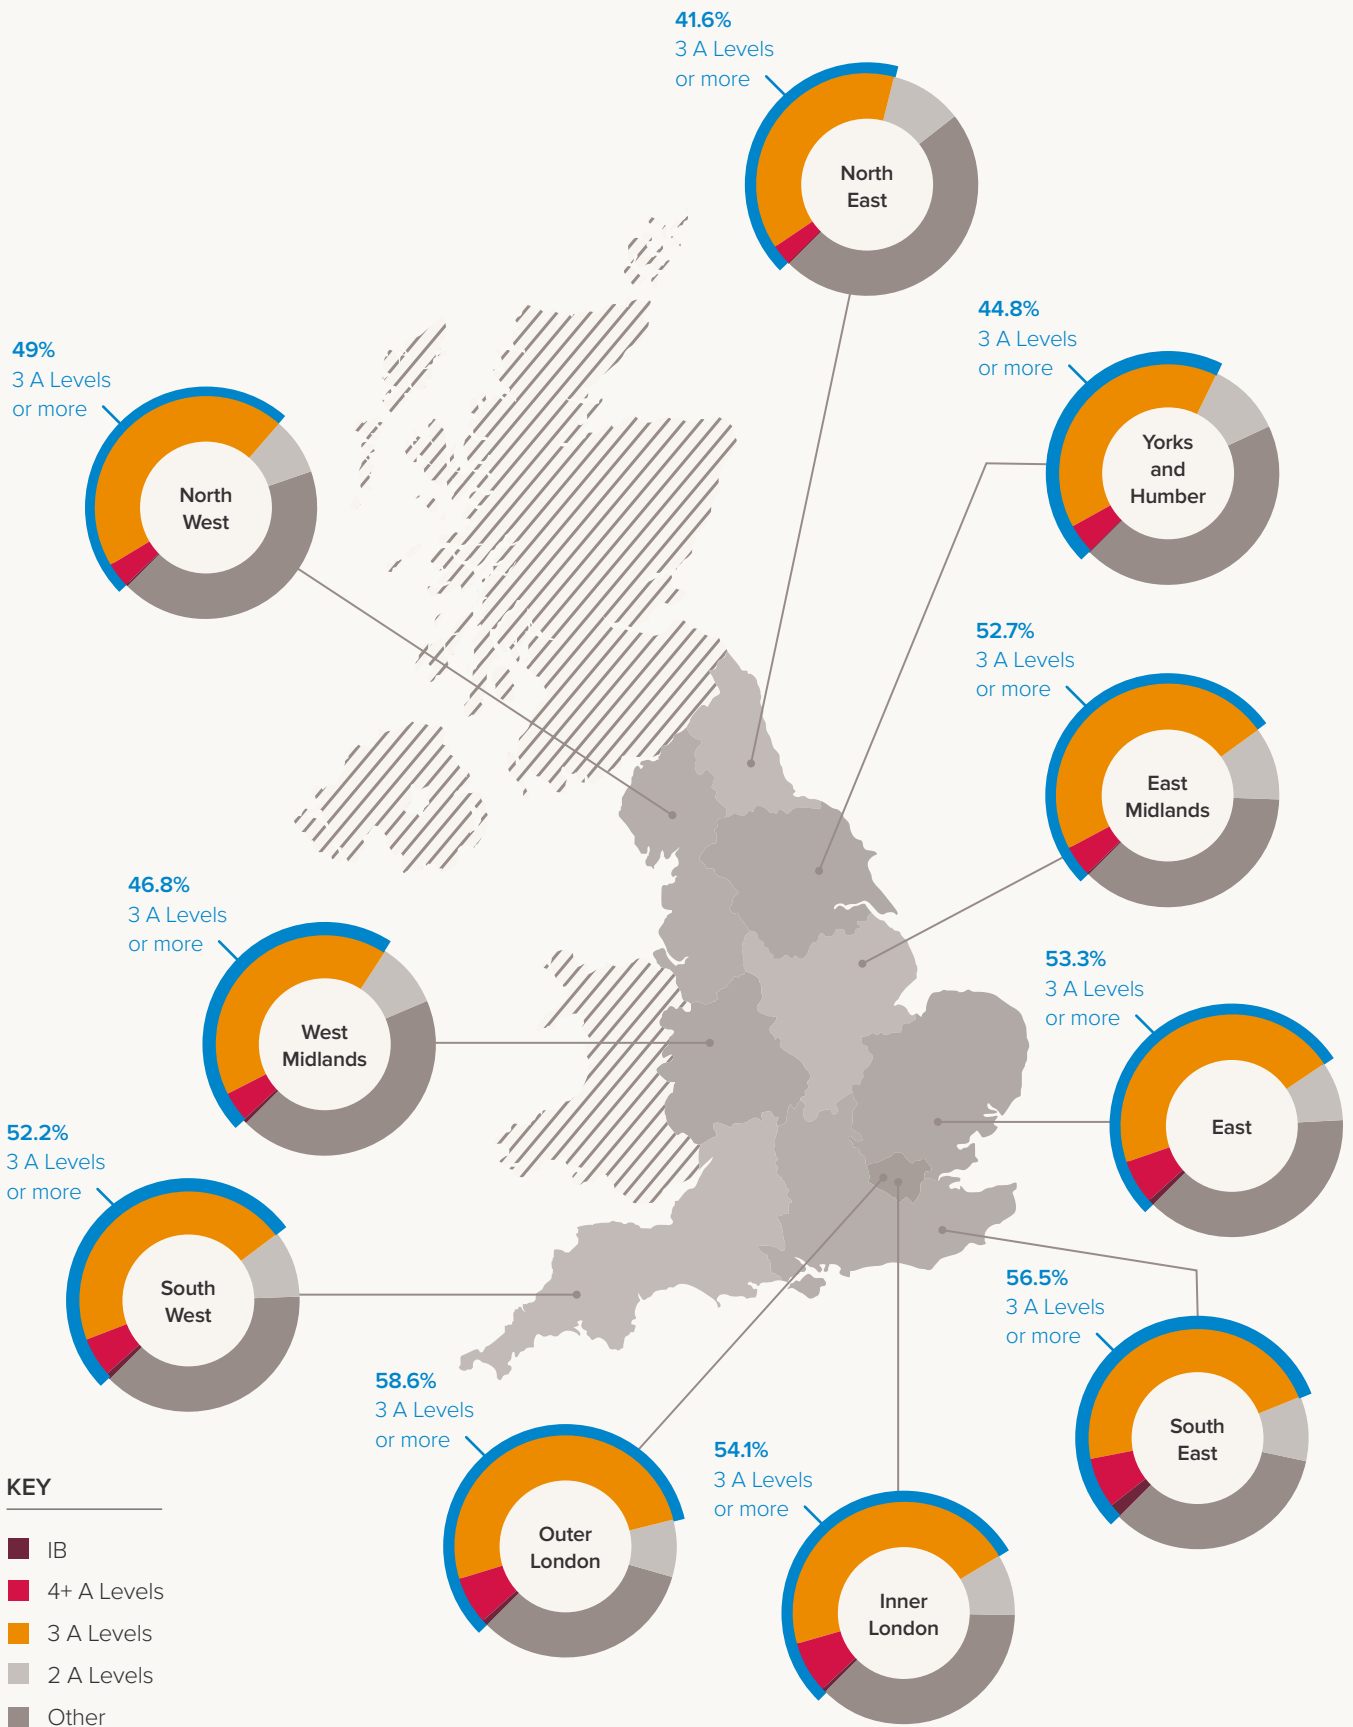 41.6%
3 A Levels
or more
North
East
44.8%
3 A Levels
or more
Yorks
and
Humber
49%
3 A Levels
or more
North
West
52.7%
3 A Levels
or more
East
Midlands
46.8%
3 A Levels
or more
West
Midlands
53.3%
3 A Levels
or more
East
52.2%
3 A Levels
or more
South
West
56.5%
3 A Levels
or more
South
East
58.6%
3 A Levels
or more
Outer
London
54.1%
3 A Levels
or more
Inner
London
KEY
IB
4+ A Levels
3 A Levels
2 A Levels
Other